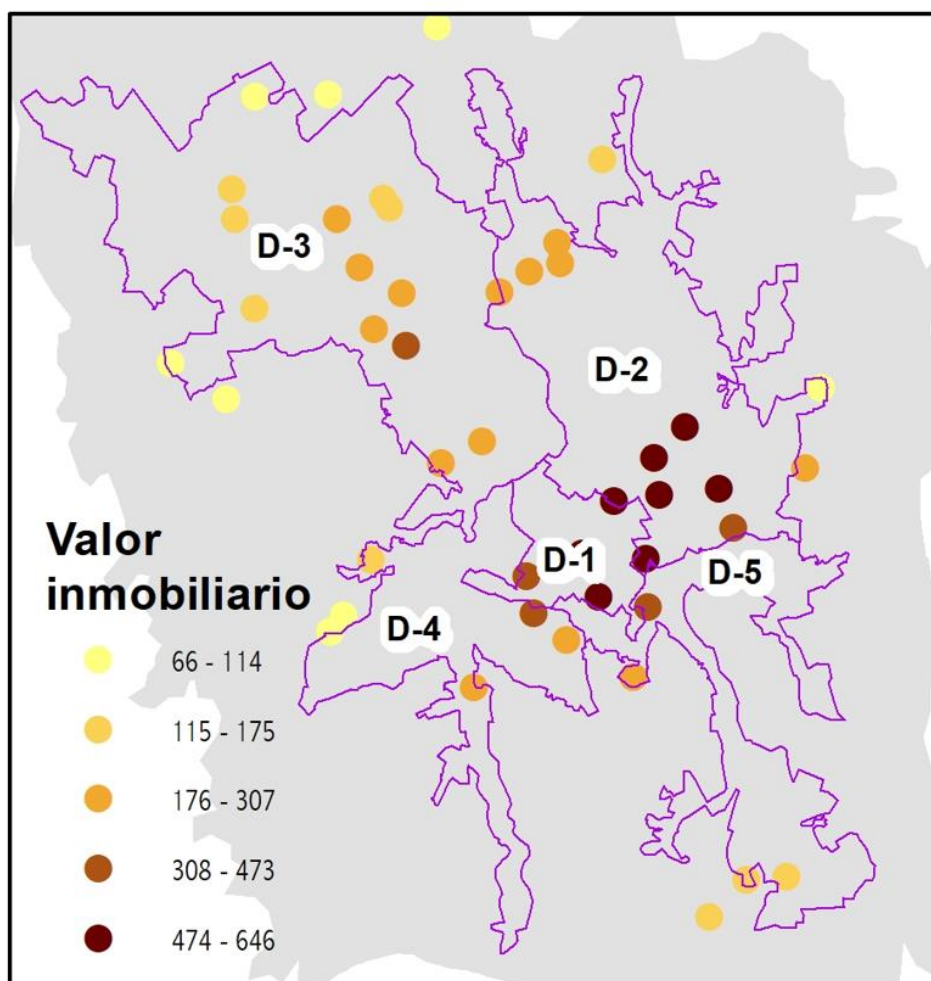 D-3
D-2
D-1
D-5
D-4
Valor
inmobiliario
66 - 114
115 - 175
176 - 307
308 - 473
474 - 646